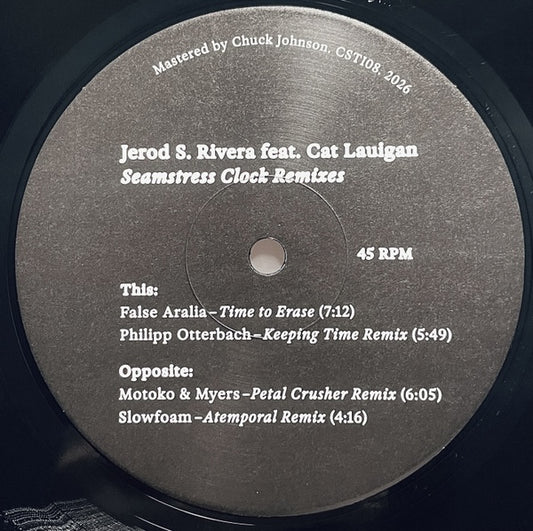 Mastered by Chuck Johnson. CST108, 2026
Jerod S. Rivera feat. Cat Lauigan
Seamstress Clock Remixes
45 RPM
This:
False Aralia–Time to Erase (7:12)
Philipp Otterbach–Keeping Time Remix (5:49)
Opposite:
Motoko & Myers–Petal Crusher Remix (6:05)
Slowfoam–Atemporal Remix (4:16)